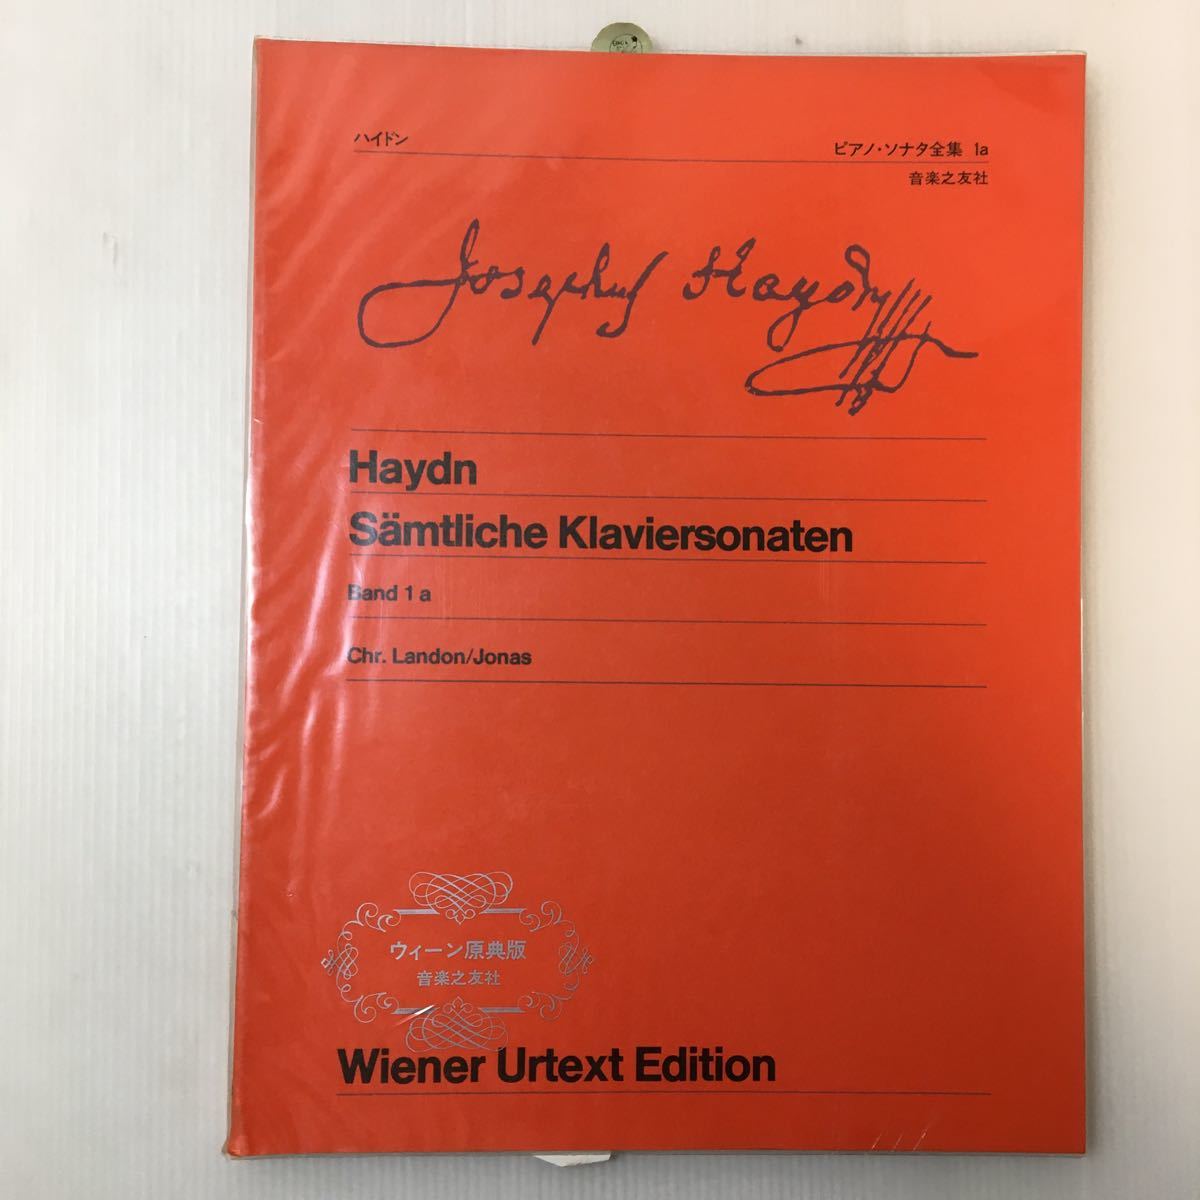 ハイドン
ピアノ・ソナタ全集 1a
音楽之友社
Josephus Haydn
Haydn
Sämtliche Klaviersonaten
Band 1 a
Chr. Landon/Jonas
ウィーン原典版
音楽之友社
Wiener Urtext Edition